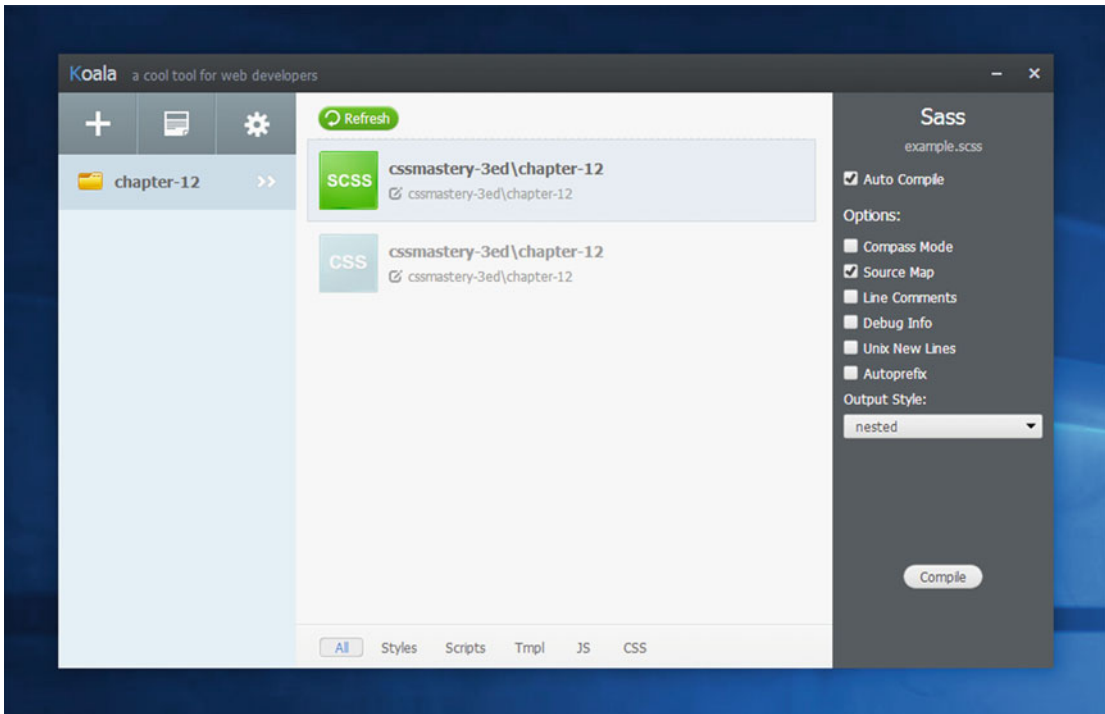 Koala a cool tool for web developers
chapter-12 >>
Refresh
SCSS
cssmastery-3ed\chapter-12
cssmastery-3ed\chapter-12
CSS
cssmastery-3ed\chapter-12
cssmastery-3ed\chapter-12
All Styles Scripts Tmpl JS CSS
Sass
example.scss
Auto Compile
Options:
Compass Mode
Source Map
Line Comments
Debug Info
Unix New Lines
Autoprefix
Output Style:
nested
Compile